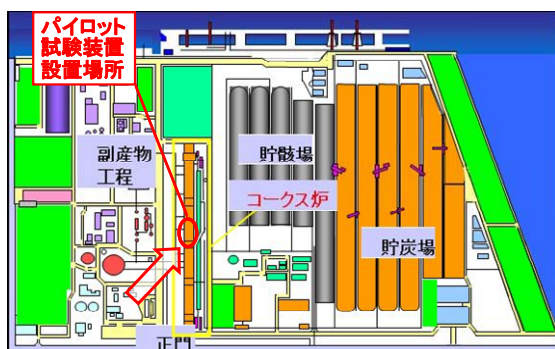 パイロット
試験装置
設置場所
副産物
工程
貯骸場
コークス炉
貯炭場
正門